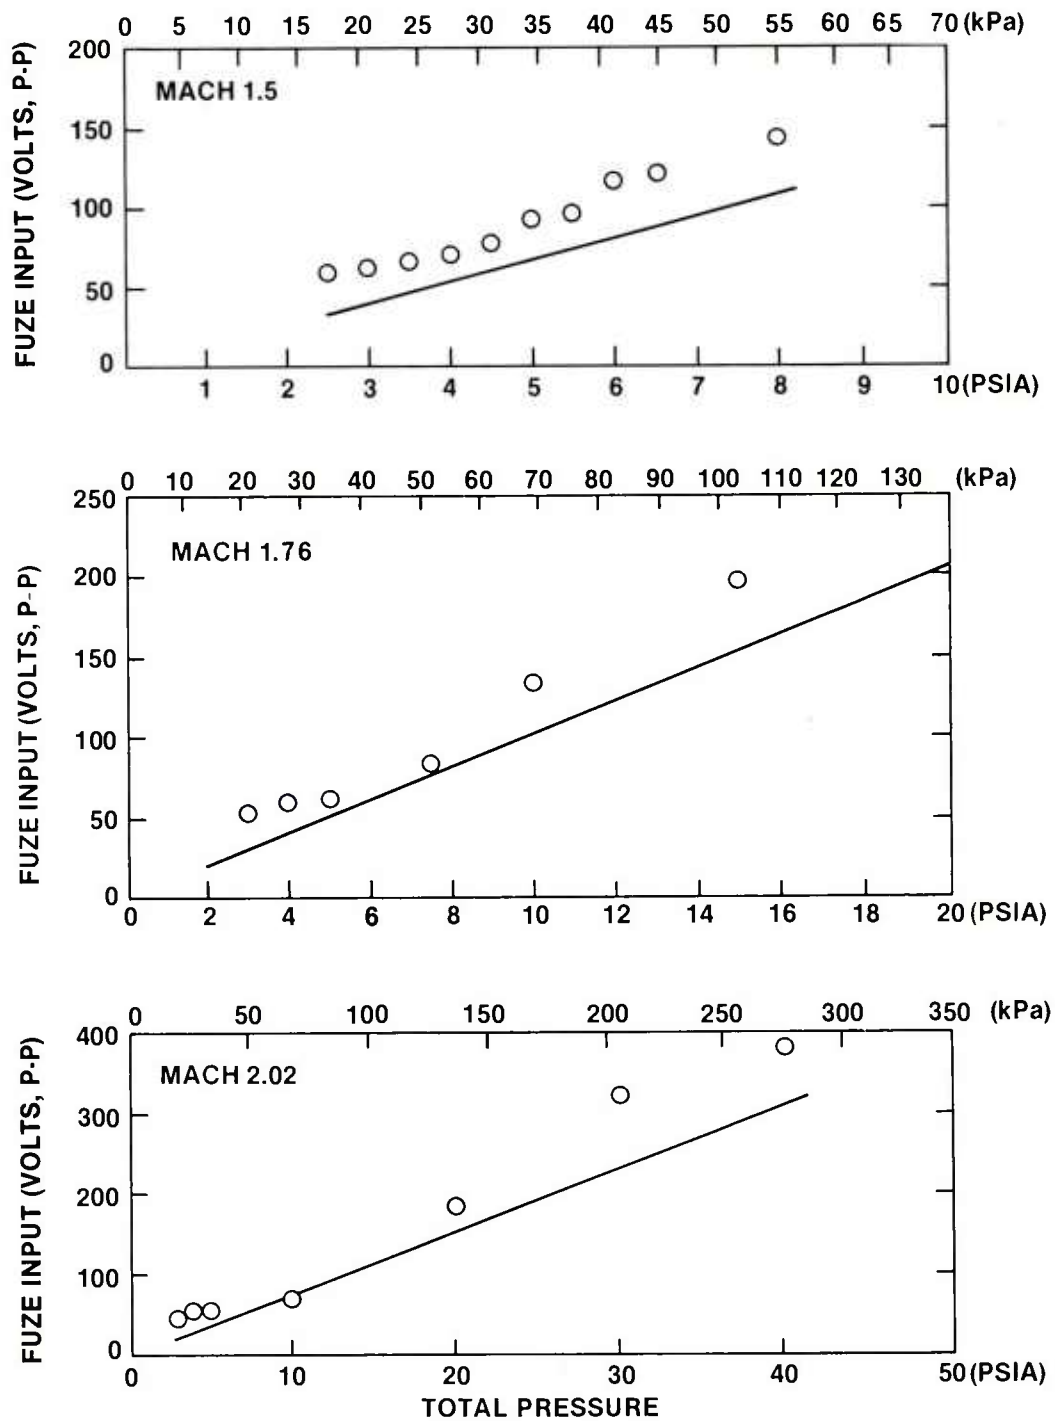 0 5 10 15 20 25 30 35 40 45 50 55 60 65 70 (kPa)
200
MACH 1.5
150
100
50
0
FUZE INPUT (VOLTS, P-P)
1 2 3 4 5 6 7 8 9 10 (PSIA)
0 10 20 30 40 50 60 70 80 90 100 110 120 130 (kPa)
250
MACH 1.76
200
150
100
50
0
FUZE INPUT (VOLTS, P-P)
0 2 4 6 8 10 12 14 16 18 20 (PSIA)
0 50 100 150 200 250 300 350 (kPa)
400
MACH 2.02
300
200
100
0
FUZE INPUT (VOLTS, P-P)
0 10 20 30 40 50 (PSIA)
TOTAL PRESSURE